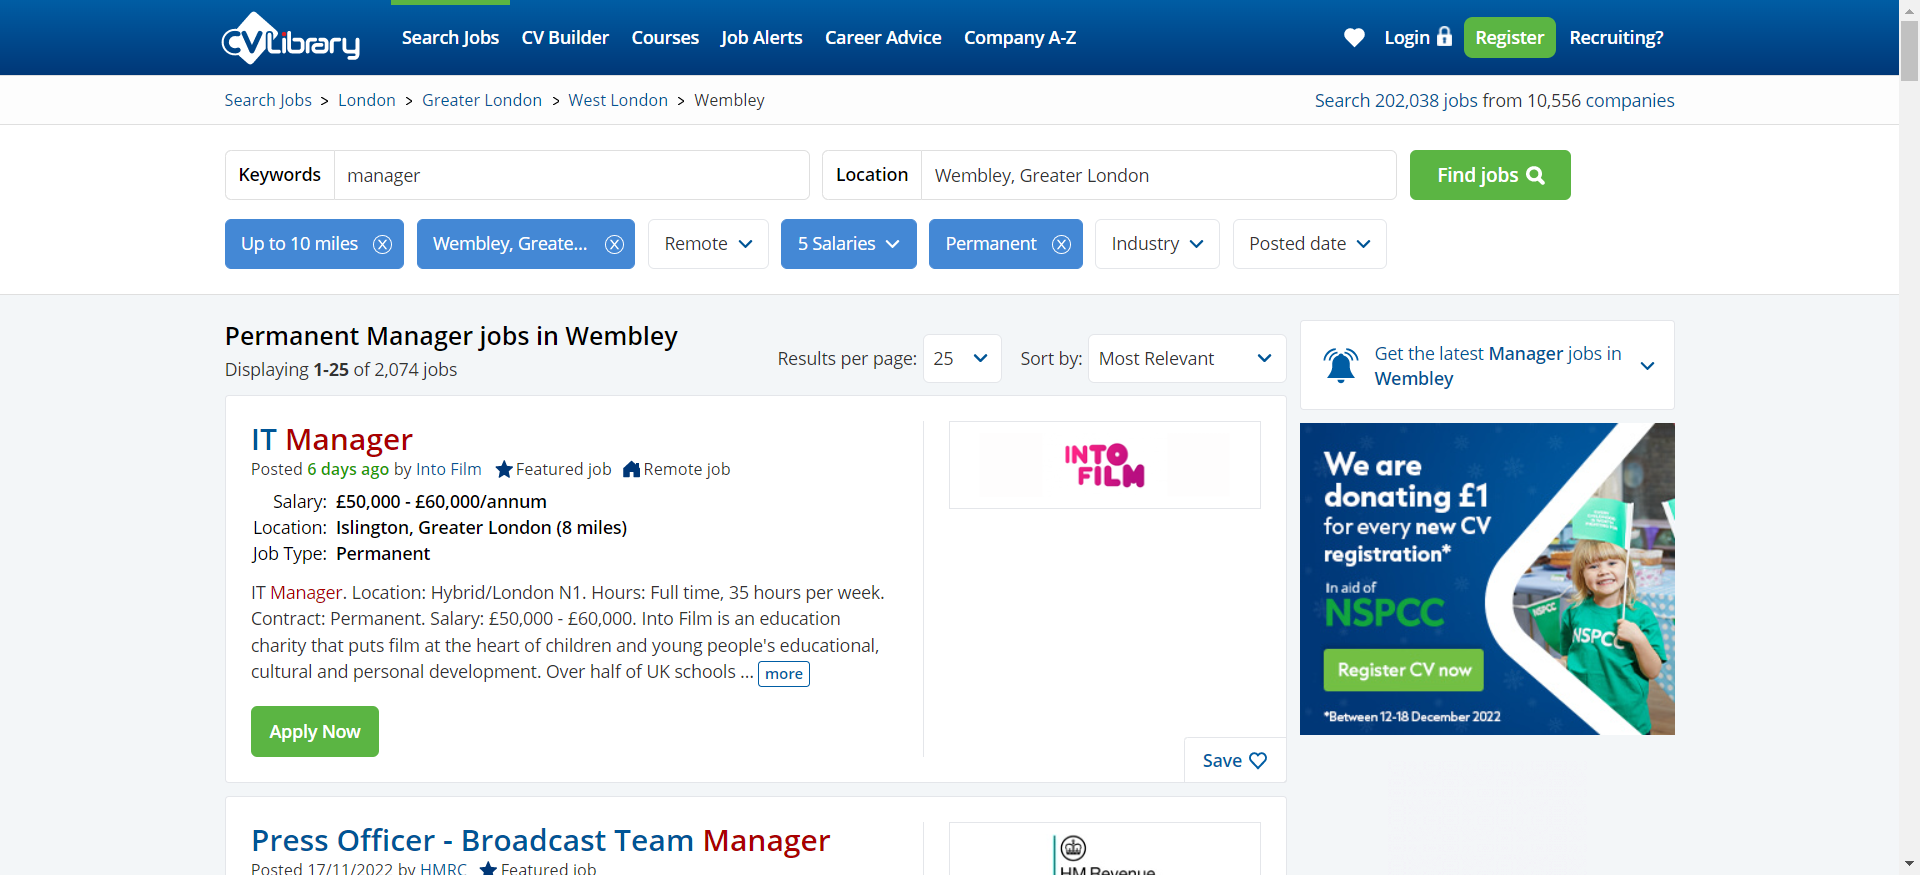 CVLibrary
Search Jobs CV Builder Courses Job Alerts Career Advice Company A-Z
Login Register Recruiting?
Search Jobs > London > Greater London > West London > Wembley
Search 202,038 jobs from 10,556 companies
Keywords manager
Location Wembley, Greater London
Find jobs
Up to 10 miles Wembley, Greate... Remote 5 Salaries Permanent Industry Posted date
Permanent Manager jobs in Wembley
Displaying 1-25 of 2,074 jobs
Results per page: 25 Sort by: Most Relevant
IT Manager
Posted 6 days ago by Into Film Featured job Remote job
Salary: £50,000 - £60,000/annum
Location: Islington, Greater London (8 miles)
Job Type: Permanent
IT Manager. Location: Hybrid/London N1. Hours: Full time, 35 hours per week.
Contract: Permanent. Salary: £50,000 - £60,000. Into Film is an education
charity that puts film at the heart of children and young people's educational,
cultural and personal development. Over half of UK schools ... more
Apply Now
INTO
FILM
Save
Press Officer - Broadcast Team Manager
Posted 17/11/2022 by HMRC Featured job
HM Revenue
Get the latest Manager jobs in
Wembley
We are
donating £1
for every new CV
registration*
In aid of
NSPCC
Register CV now
*Between 12-18 December 2022
NSPCC
NSPCC